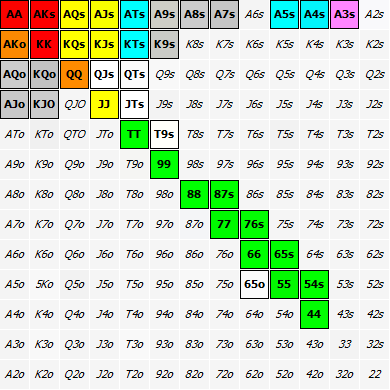 AA AKs AQs AJs ATs A9s A8s A7s A6s A5s A4s A3s A2s
AKo KK KQs KJs KTs K9s K8s K7s K6s K5s K4s K3s K2s
AQo KQo QQ QJs QTs Q9s Q8s Q7s Q6s Q5s Q4s Q3s Q2s
AJo KJO QJO JJ JTs J9s J8s J7s J6s J5s J4s J3s J2s
ATo KTo QTO JTo TT T9s T8s T7s T6s T5s T4s T3s T2s
A9o K9o Q9o J9o T9o 99 98s 97s 96s 95s 94s 93s 92s
A8o K8o Q8o J8o T8o 98o 88 87s 86s 85s 84s 83s 82s
A7o K7o Q7o J7o T7o 97o 87o 77 76s 75s 74s 73s 72s
A6o K6o Q6o J6o T6o 96o 86o 76o 66 65s 64s 63s 62s
A5o 5Ko Q5o J5o T5o 95o 85o 75o 65o 55 54s 53s 52s
A4o K4o Q4o J4o T4o 94o 84o 74o 64o 54o 44 43s 42s
A3o K3o Q3o J3o T3o 93o 83o 73o 63o 53o 43o 33 32s
A2o K2o Q2o J2o T2o 92o 82o 72o 62o 52o 42o 32o 22